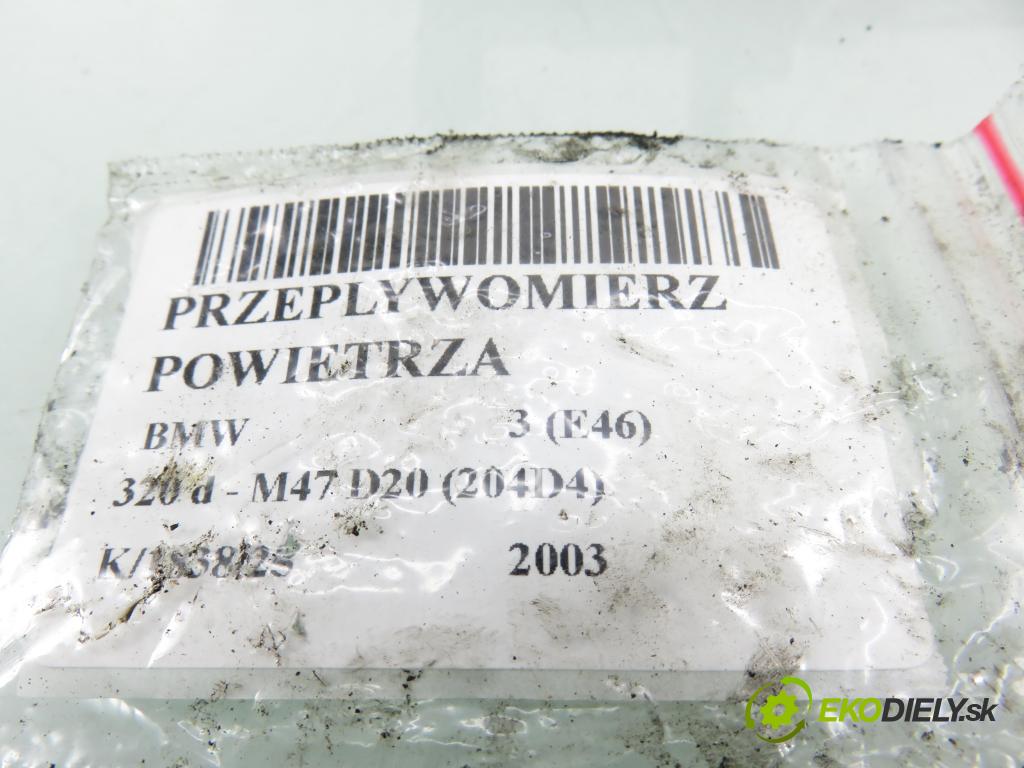 PRZEPLYWOMIERZ
POWIETRZA
BMW 3 (E46)
320 d - M47 D20 (204D4)
2003
EKODIELY.sk